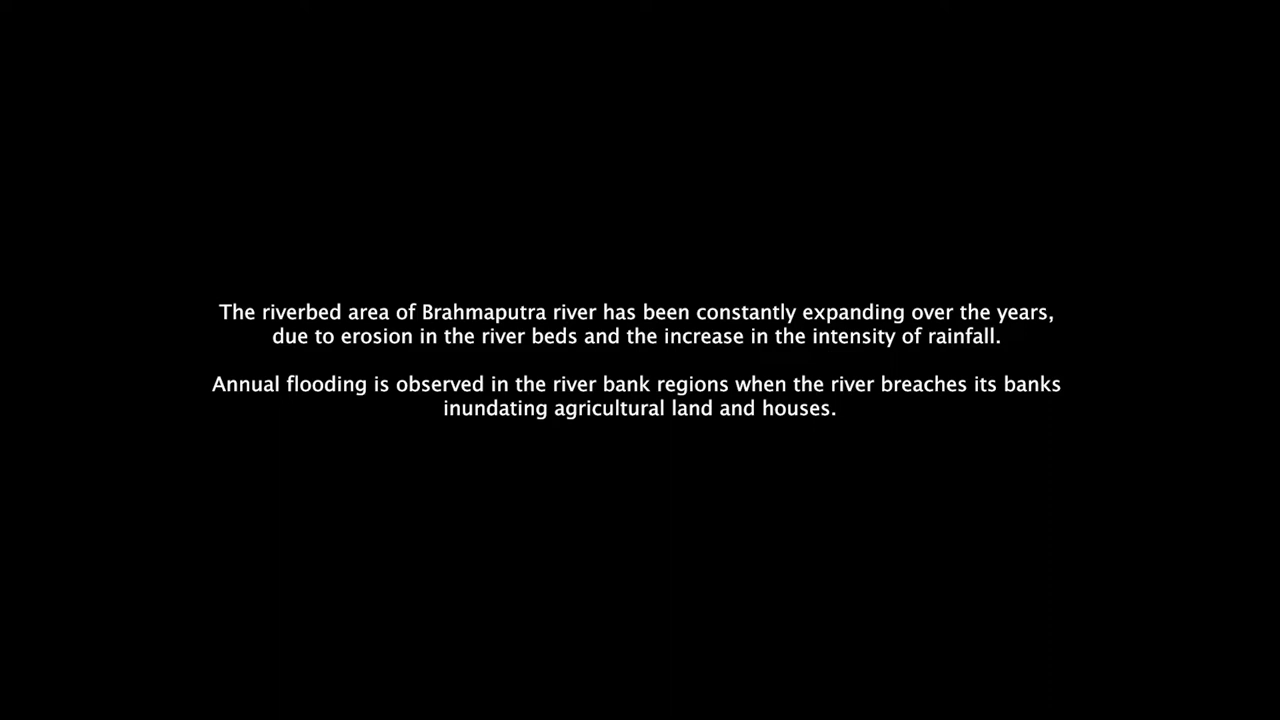 The riverbed area of Brahmaputra river has been constantly expanding over the years,
due to erosion in the river beds and the increase in the intensity of rainfall.
Annual flooding is observed in the river bank regions when the river breaches its banks
inundating agricultural land and houses.